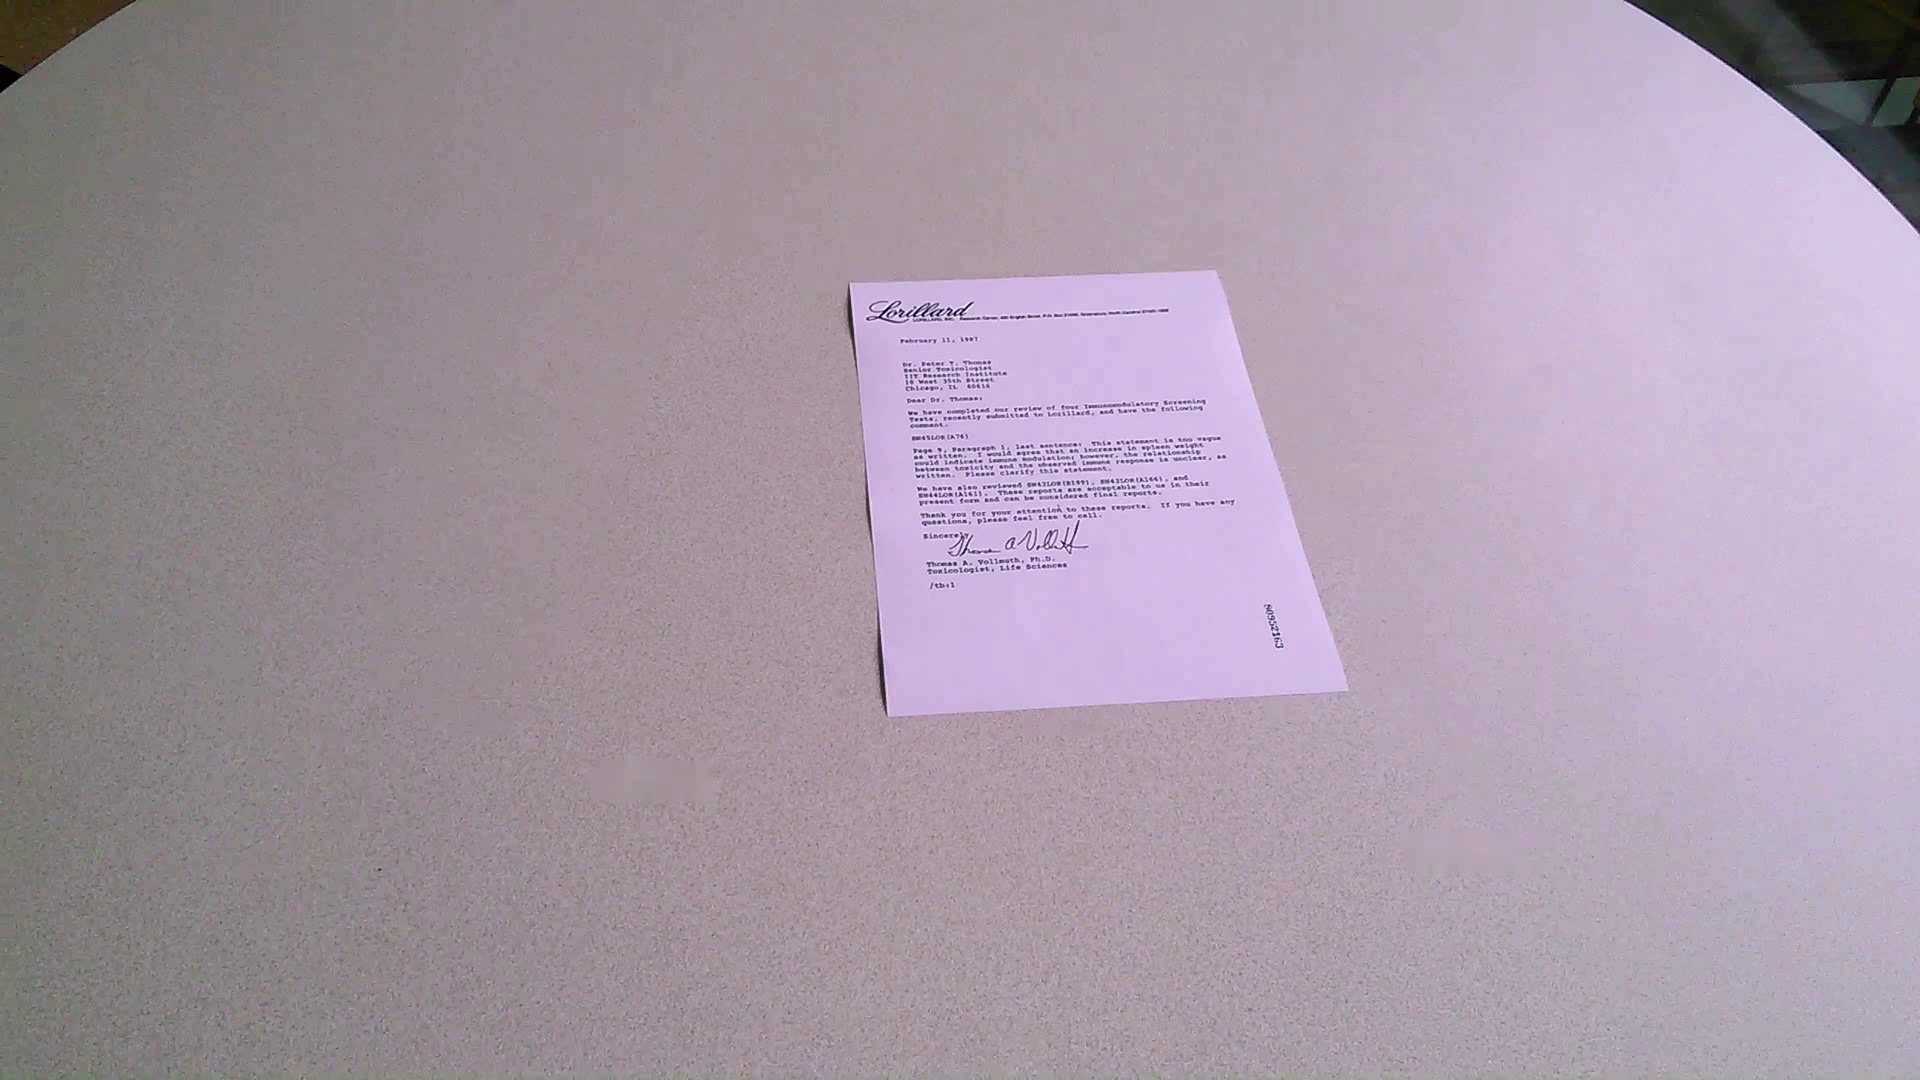 Lorillard
LORILLARD, INC. Research Center, 420 English Street, P.O. Box 21688, Greensboro, North Carolina 27420-1688
February 11, 1987
Dr. Peter T. Thomas
Senior Toxicologist
IIT Research Institute
10 West 35th Street
Chicago, IL 60616
Dear Dr. Thomas:
We have completed our review of four Immunomodulatory Screening
Tests, recently submitted to Lorillard, and have the following
comment.
SN45LOR(A76)
Page 9, Paragraph 1, last sentence: This statement is too vague
as written. I would agree that an increase in spleen weight
could indicate immune modulation; however, the relationship
between toxicity and the observed immune response is unclear, as
written. Please clarify this statement.
We have also reviewed SN42LOR(B199), SN43LOR(A166), and
SN44LOR(A161). These reports are acceptable to us in their
present form and can be considered final reports.
Thank you for your attention to these reports. If you have any
questions, please feel free to call.
Sincerely,
Thomas A. Vollmuth, Ph.D.
Toxicologist, Life Sciences
/tb:1
80952163